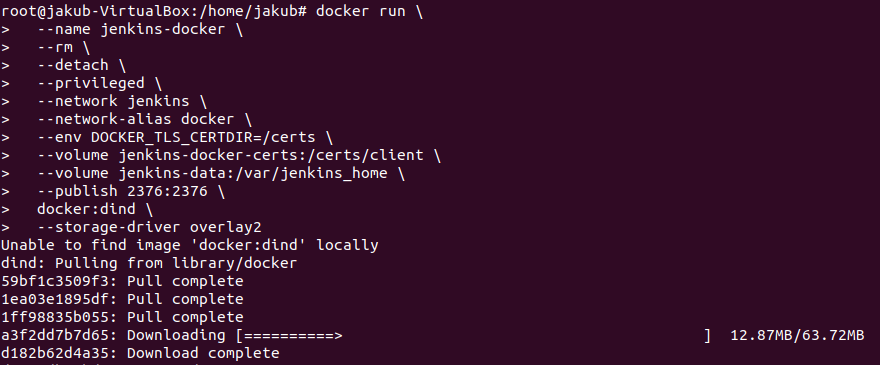 root@jakub-VirtualBox:/home/jakub# docker run \
>   --name jenkins-docker \
>   --rm \
>   --detach \
>   --privileged \
>   --network jenkins \
>   --network-alias docker \
>   --env DOCKER_TLS_CERTDIR=/certs \
>   --volume jenkins-docker-certs:/certs/client \
>   --volume jenkins-data:/var/jenkins_home \
>   --publish 2376:2376 \
>   docker:dind \
>   --storage-driver overlay2
Unable to find image 'docker:dind' locally
dind: Pulling from library/docker
59bf1c3509f3: Pull complete
1ea03e1895df: Pull complete
1ff98835b055: Pull complete
a3f2dd7b7d65: Downloading [==========>                                        ]  12.87MB/63.72MB
d182b62d4a35: Download complete